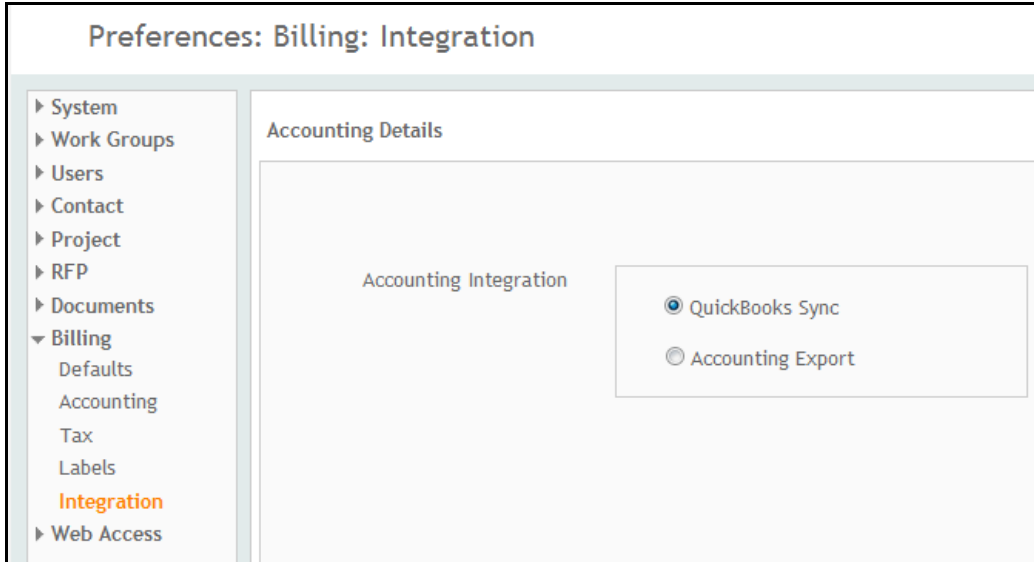 Preferences: Billing: Integration
System
Work Groups
Users
Contact
Project
RFP
Documents
Billing
Defaults
Accounting
Tax
Labels
Integration
Web Access
Accounting Details
Accounting Integration
QuickBooks Sync
Accounting Export